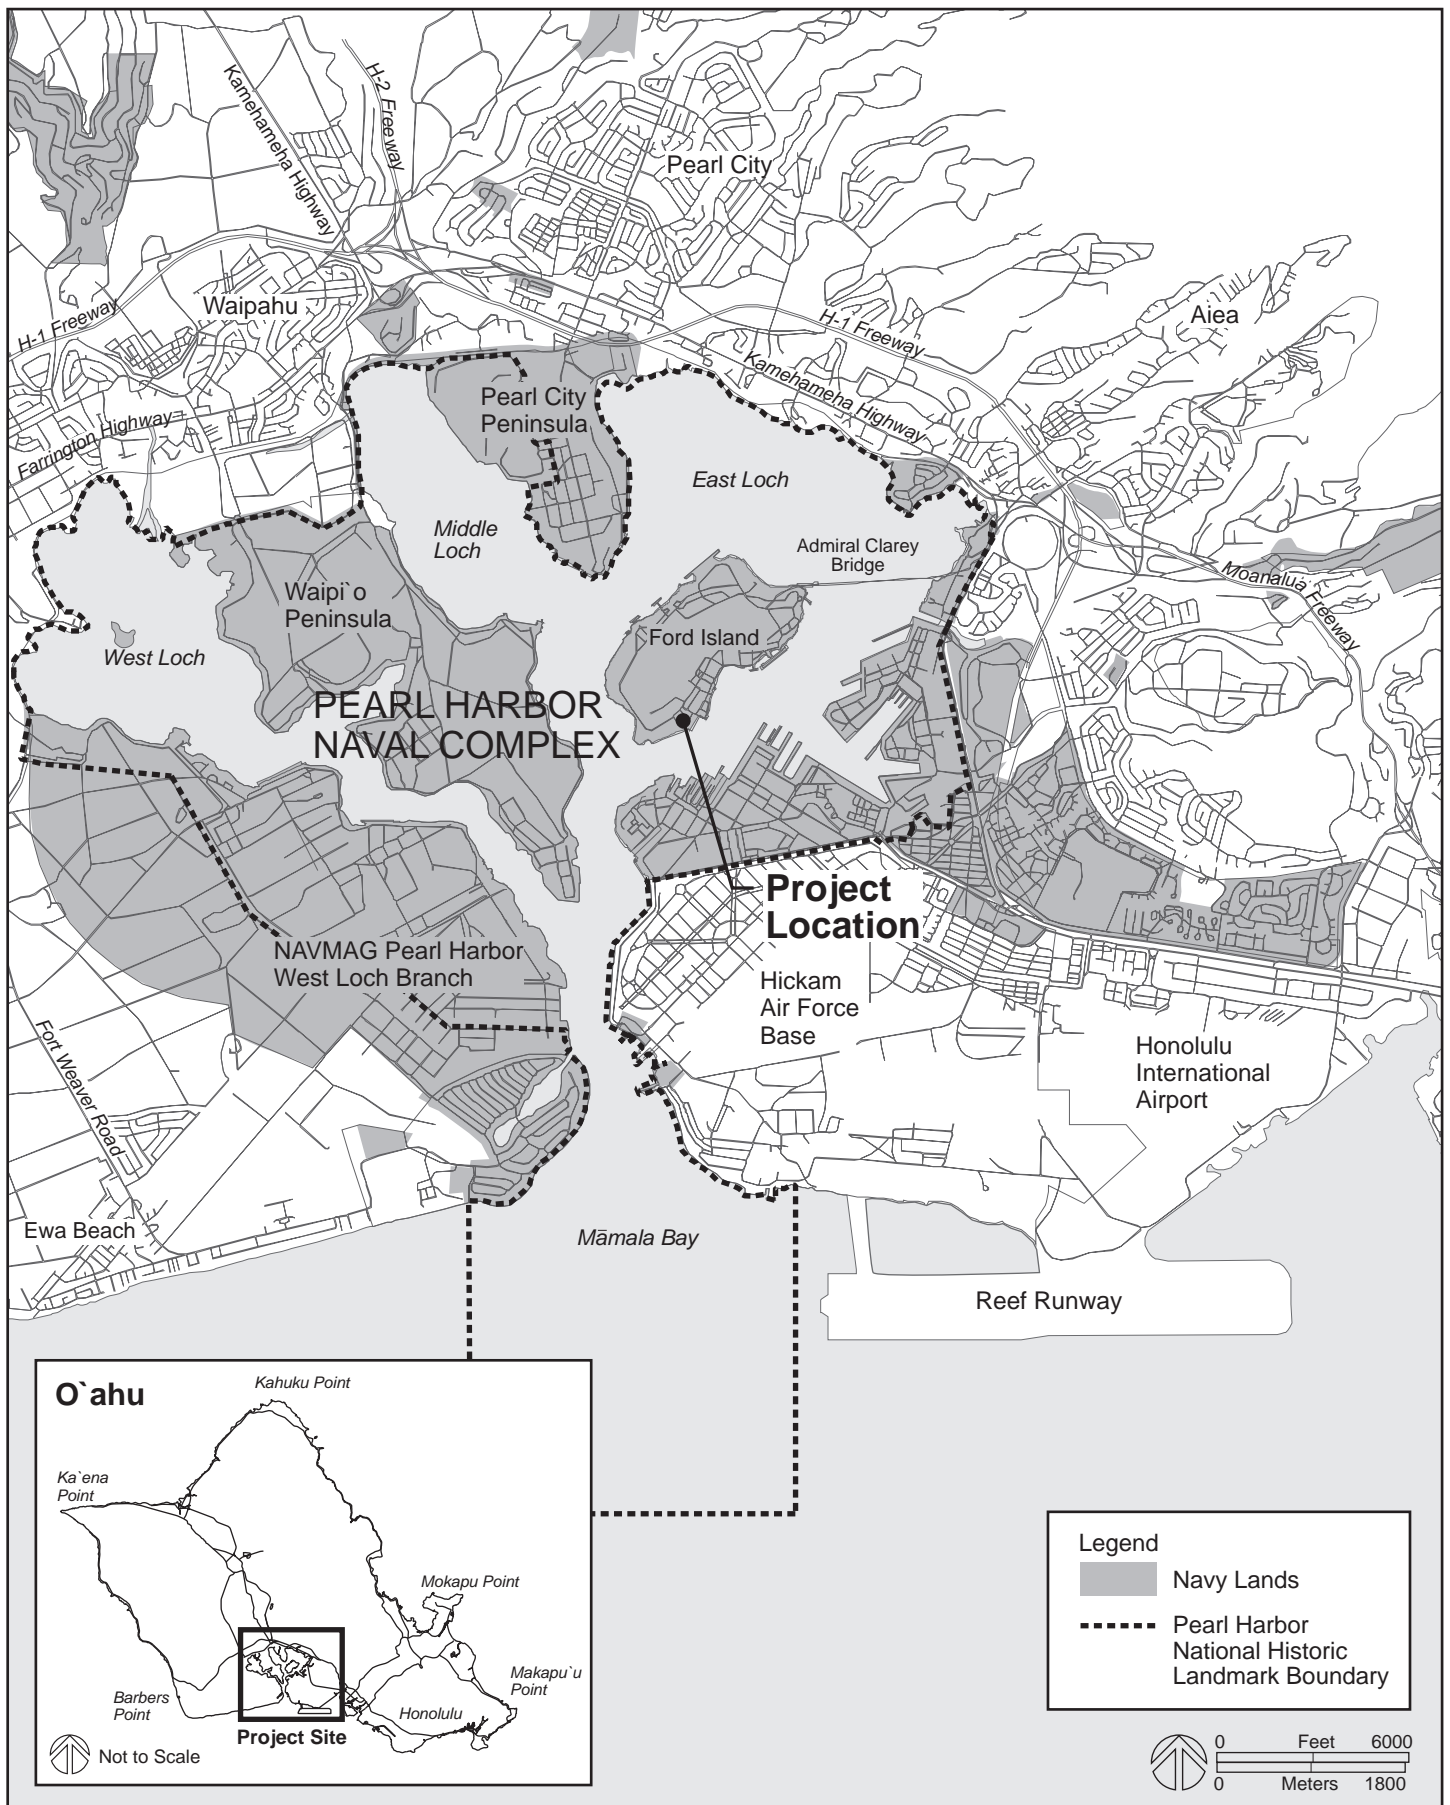 Kamehameha Highway
H-2 Freeway
Pearl City
Waipahu
H-1 Freeway
Aiea
H-1 Freeway
Kamehameha Highway
Pearl City
Peninsula
Farrington Highway
East Loch
Middle
Loch
Admiral Clarey
Bridge
Moanalua Freeway
Waipi`o
Peninsula
Ford Island
West Loch
PEARL HARBOR
NAVAL COMPLEX
Project
Location
NAVMAG Pearl Harbor
West Loch Branch
Hickam
Air Force
Base
Fort Weaver Road
Honolulu
International
Airport
Ewa Beach
Māmala Bay
Reef Runway
O`ahu
Kahuku Point
Ka`ena
Point
Mokapu Point
Makapu`u
Point
Barbers
Point
Honolulu
Project Site
Not to Scale
Legend
Navy Lands
Pearl Harbor
National Historic
Landmark Boundary
0 Feet 6000
0 Meters 1800